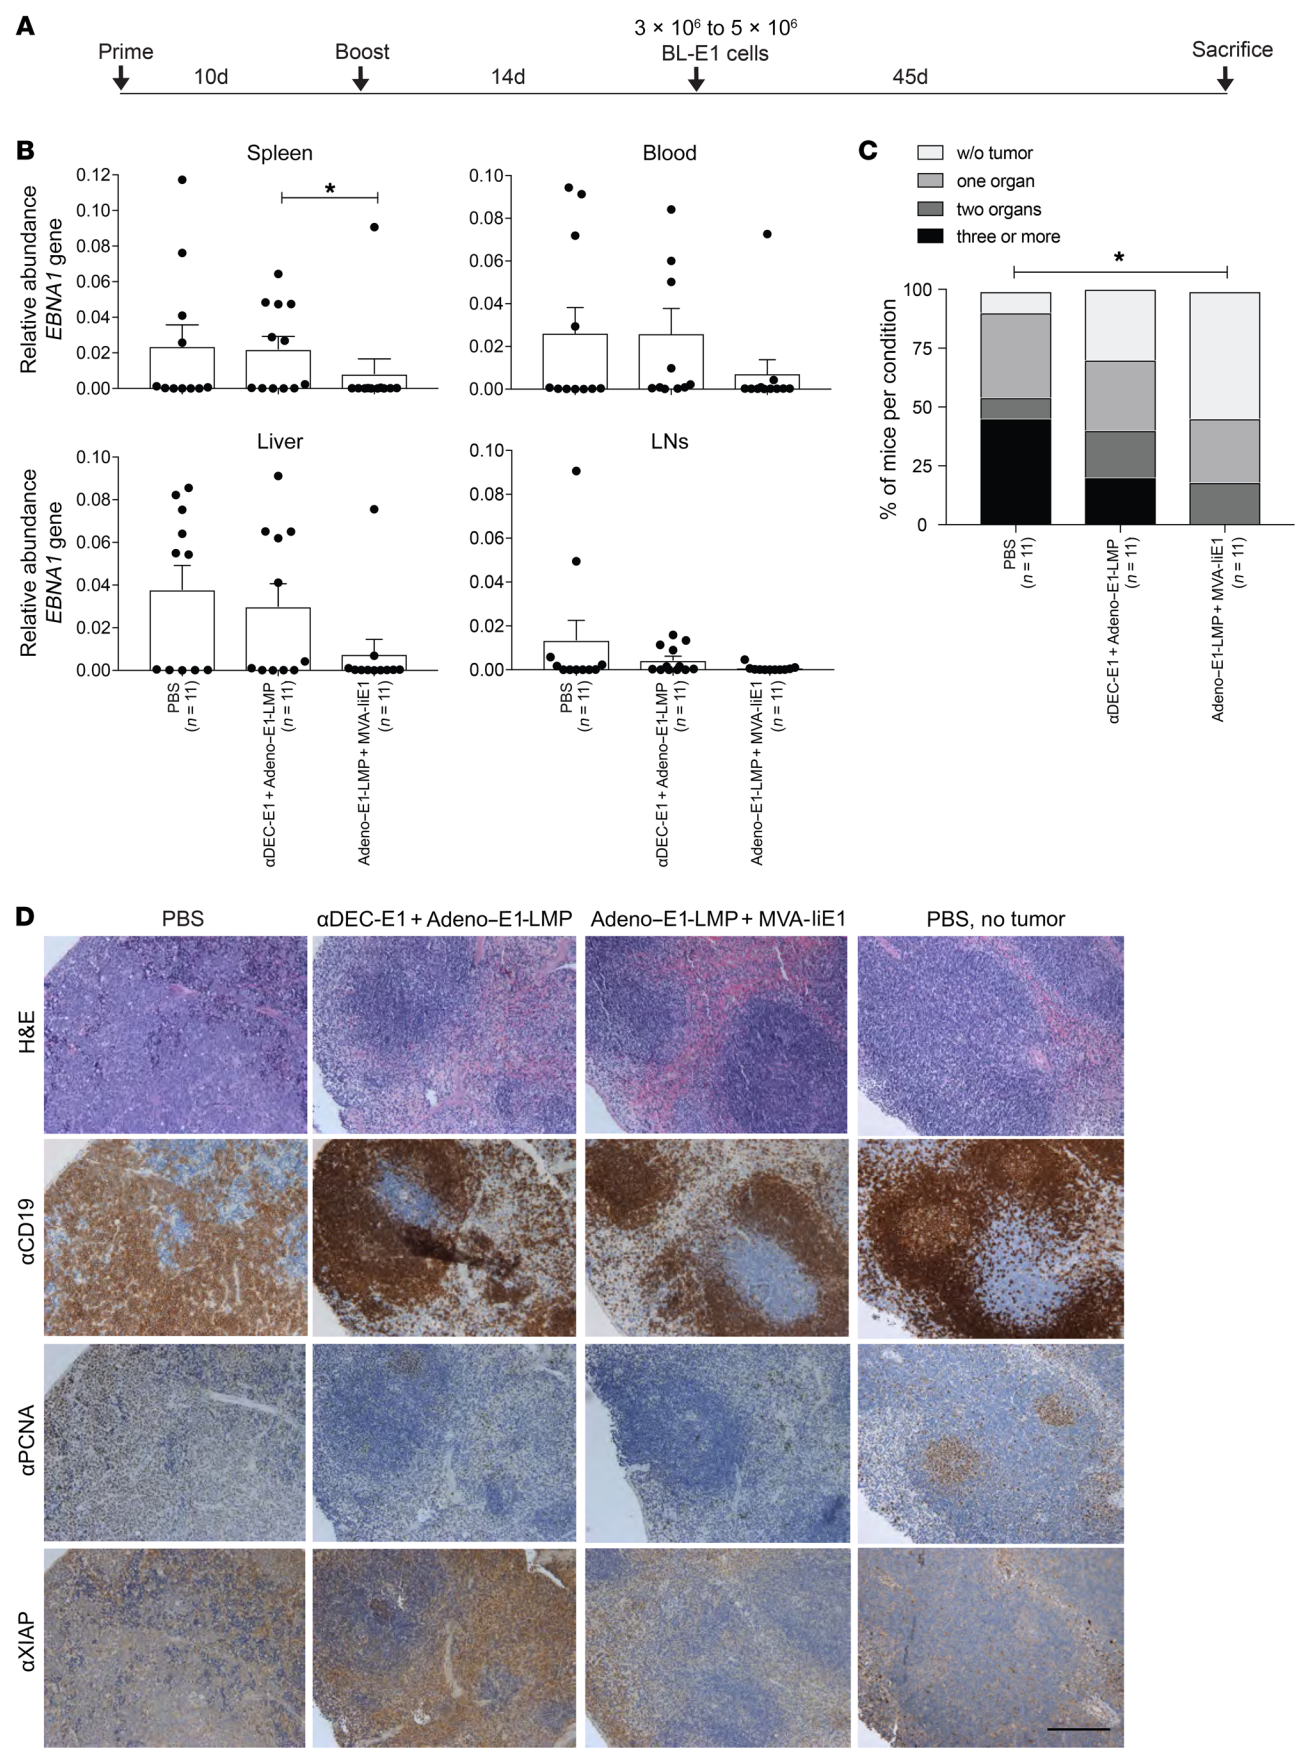 A
3 × 10⁶ to 5 × 10⁶
Prime
Boost
BL-E1 cells
Sacrifice
10d
14d
45d
B
Spleen
Relative abundance
EBNA1 gene
0.12
0.10
0.06
0.04
0.02
0.00
*
Blood
0.10
0.08
0.06
0.04
0.02
0.00
Liver
Relative abundance
EBNA1 gene
0.10
0.08
0.06
0.04
0.02
0.00
PBS
(n = 11)
αDEC-E1 + Adeno–E1-LMP
(n = 11)
Adeno–E1-LMP + MVA-IiE1
(n = 11)
LNs
0.10
0.08
0.04
0.02
0.00
PBS
(n = 11)
αDEC-E1 + Adeno–E1-LMP
(n = 11)
Adeno–E1-LMP + MVA-IiE1
(n = 11)
C
w/o tumor
one organ
two organs
three or more
*
% of mice per condition
100
75
50
25
0
PBS
(n = 11)
αDEC-E1 + Adeno–E1-LMP
(n = 11)
Adeno–E1-LMP + MVA-IiE1
(n = 11)
D
PBS
αDEC-E1 + Adeno–E1-LMP
Adeno–E1-LMP + MVA-IiE1
PBS, no tumor
H&E
αCD19
αPCNA
αXIAP